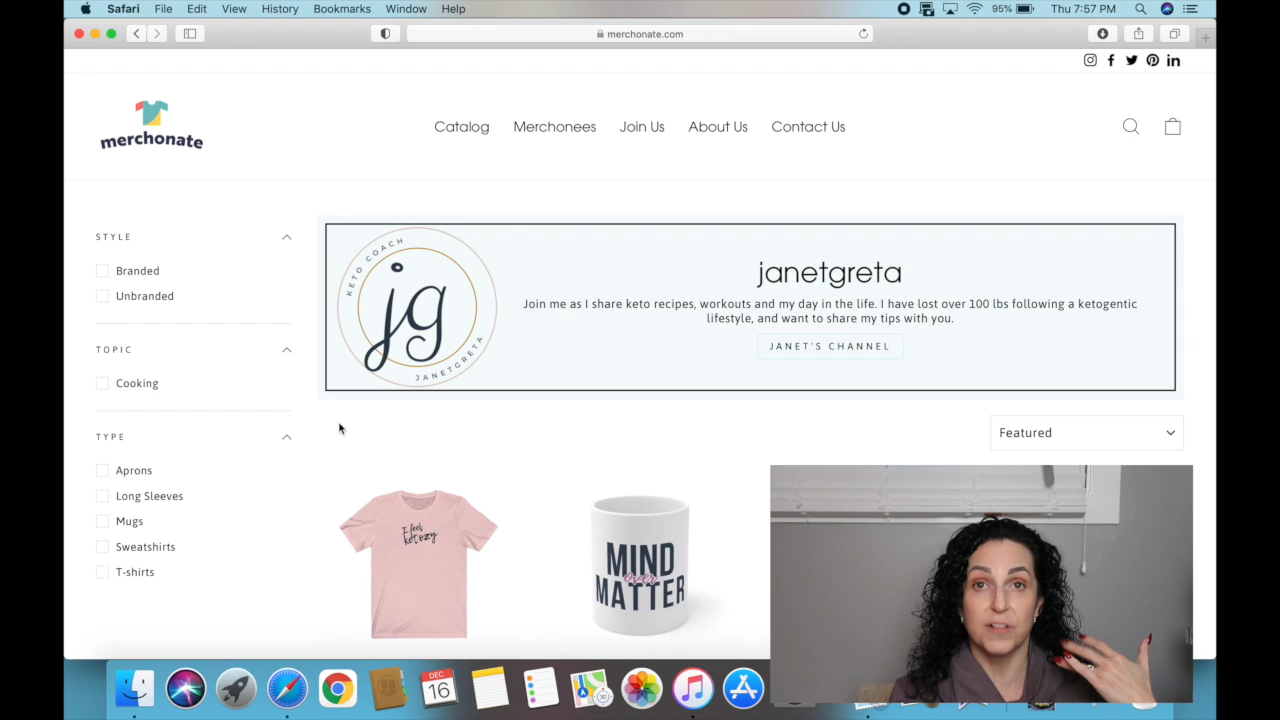 Safari File Edit View History Bookmarks Window Help
95% Thu 7:57 PM
merchonate.com
merchonate
Catalog Merchonees Join Us About Us Contact Us
STYLE
Branded
Unbranded
TOPIC
Cooking
TYPE
Aprons
Long Sleeves
Mugs
Sweatshirts
T-shirts
KETO COACH
jg
JANETGRETA
janetgreta
Join me as I share keto recipes, workouts and my day in the life. I have lost over 100 lbs following a ketogentic
lifestyle, and want to share my tips with you.
JANET'S CHANNEL
Featured
I feel
ketozy
MIND
over
MATTER
DEC
16
3D